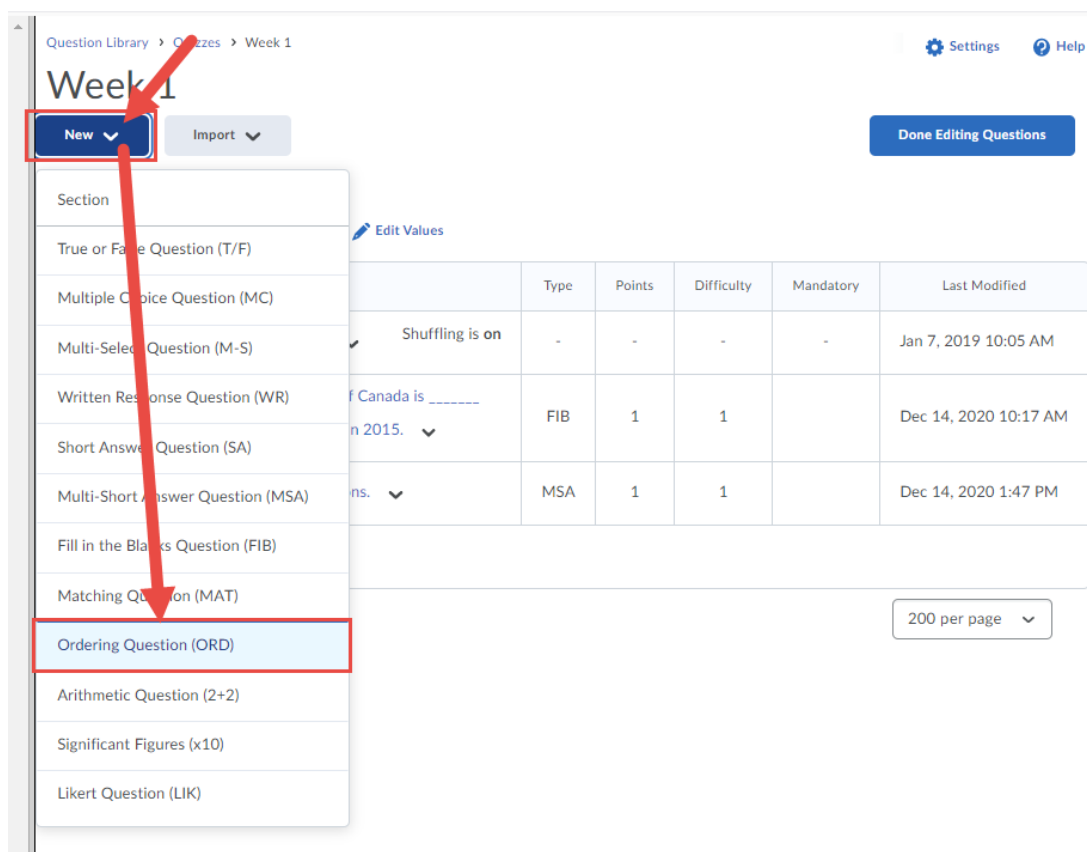 Question Library > Quizzes > Week 1
Settings
Help
Week 1
New
Import
Done Editing Questions
Section
True or False Question (T/F)
Multiple Choice Question (MC)
Multi-Select Question (M-S)
Written Response Question (WR)
Short Answer Question (SA)
Multi-Short Answer Question (MSA)
Fill in the Blanks Question (FIB)
Matching Question (MAT)
Ordering Question (ORD)
Arithmetic Question (2+2)
Significant Figures (x10)
Likert Question (LIK)
Edit Values
Type Points Difficulty Mandatory Last Modified
Shuffling is on - - - - Jan 7, 2019 10:05 AM
f Canada is _______
n 2015. FIB 1 1 Dec 14, 2020 10:17 AM
ns. MSA 1 1 Dec 14, 2020 1:47 PM
200 per page